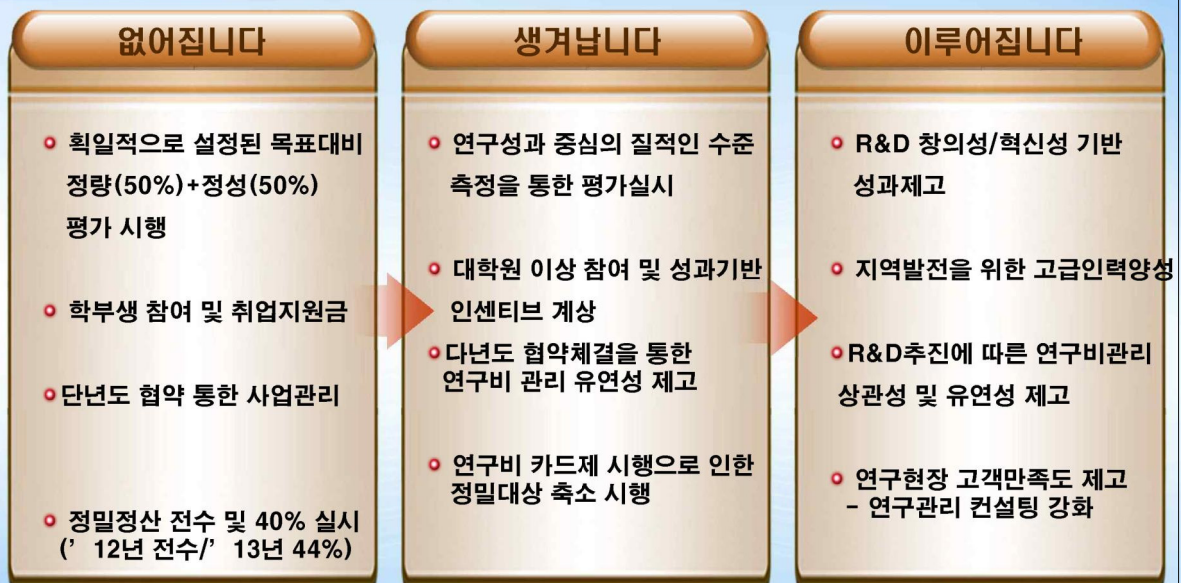 없어집니다
획일적으로 설정된 목표대비
정량(50%)+정성(50%)
평가 시행
학부생 참여 및 취업지원금
단년도 협약 통한 사업관리
정밀정산 전수 및 40% 실시
(’ 12년 전수/’ 13년 44%)
생겨납니다
연구성과 중심의 질적인 수준
측정을 통한 평가실시
대학원 이상 참여 및 성과기반
인센티브 계상
다년도 협약체결을 통한
연구비 관리 유연성 제고
연구비 카드제 시행으로 인한
정밀대상 축소 시행
이루어집니다
R&D 창의성/혁신성 기반
성과제고
지역발전을 위한 고급인력양성
R&D추진에 따른 연구비관리
상관성 및 유연성 제고
연구현장 고객만족도 제고
- 연구관리 컨설팅 강화